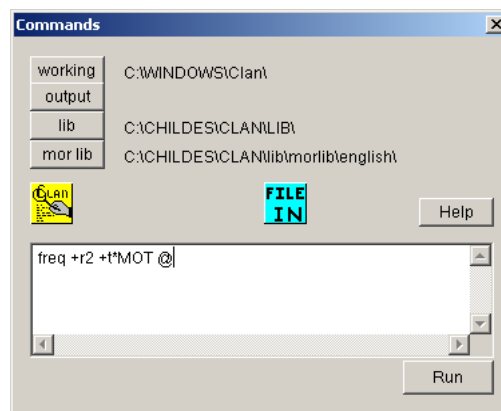 Commands
working C:\WINDOWS\Clan\
output
lib C:\CHILDES\CLAN\LIB\
mor lib C:\CHILDES\CLAN\lib\morlib\english\
CLAN
FILE
IN
Help
freq +r2 +t*MOT @
Run